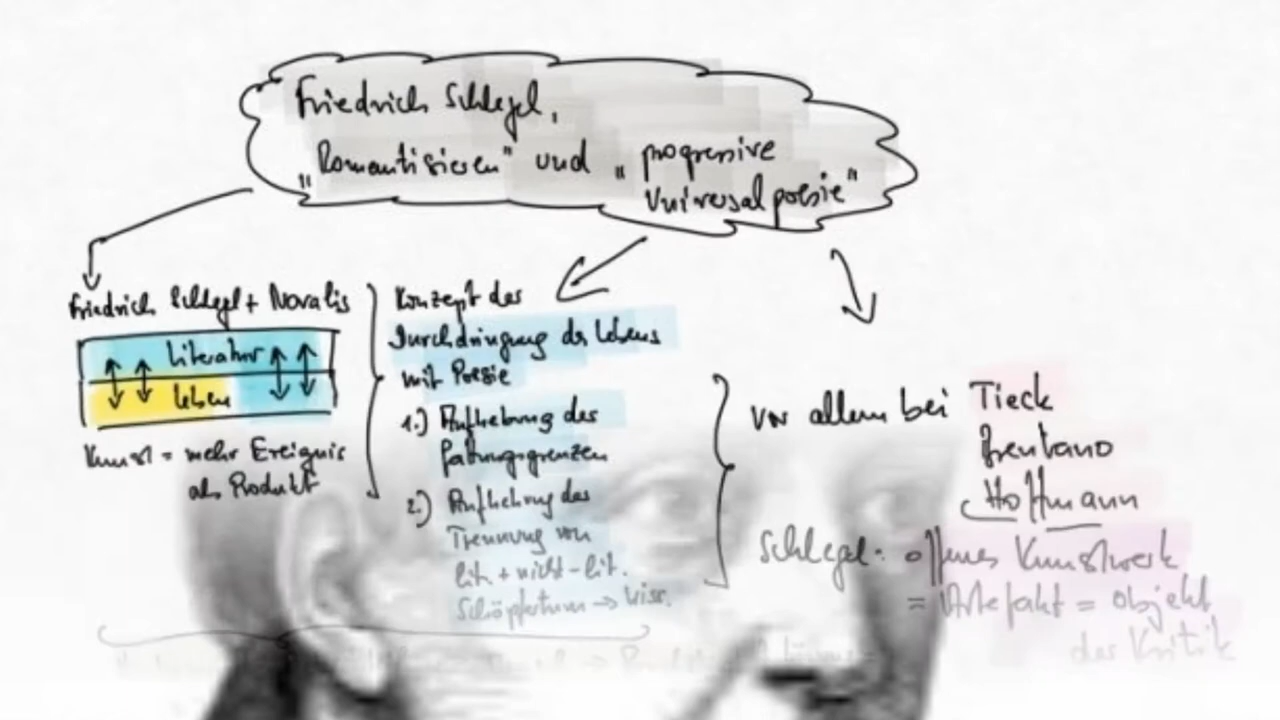 Friedrich Schlegel,
"Romantisieren" und "progressive
Universalpoesie"
Friedrich Schlegel + Novalis
Literatur
Leben
Kunst = mehr Ereignis
als Produkt
Konzept der
Durchdringung des Lebens
mit Poesie
1.) Aufhebung der
Gattungsgrenzen
2.) Aufhebung der
Trennung von
lit. + nicht-lit.
Schöpfertum → Wiss.
vor allem bei Tieck
Brentano
Hoffmann
Schlegel: offenes Kunstwerk
= Artefakt = Objekt
der Kritik